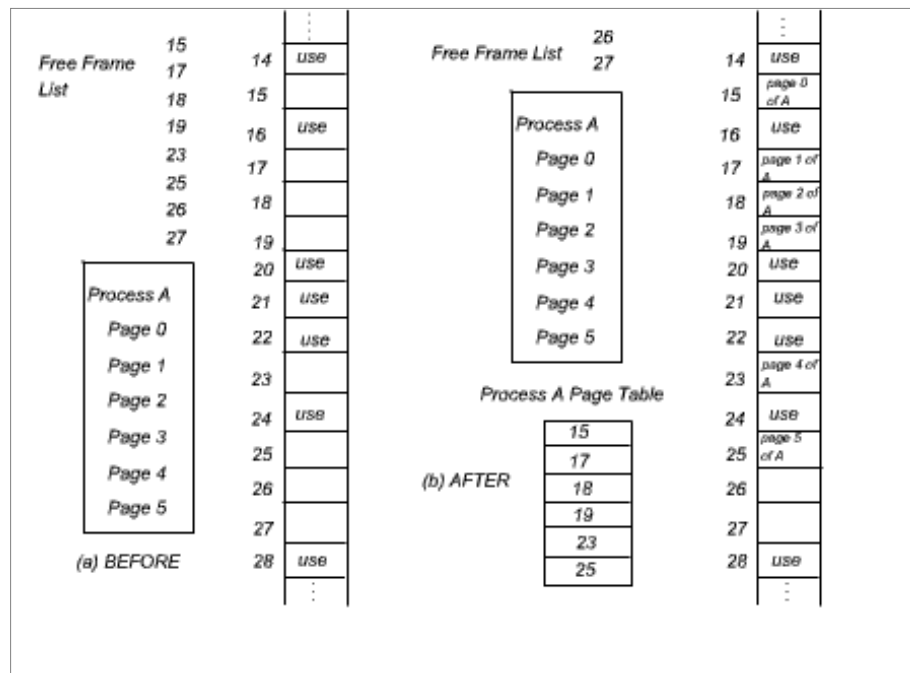 Free Frame
List
15
17
18
19
23
25
26
27
Process A
Page 0
Page 1
Page 2
Page 3
Page 4
Page 5
(a) BEFORE
14 use
15
16 use
17
18
19
20 use
21 use
22 use
23
24 use
25
26
27
28 use
Free Frame List
26
27
Process A
Page 0
Page 1
Page 2
Page 3
Page 4
Page 5
Process A Page Table
15
17
18
19
23
25
(b) AFTER
14 use
15 page 0
of A
16 use
17 page 1 of
A
18 page 2 of
A
19 page 3 of
A
20 use
21 use
22 use
23 page 4 of
A
24 use
25 page 5
of A
26
27
28 use